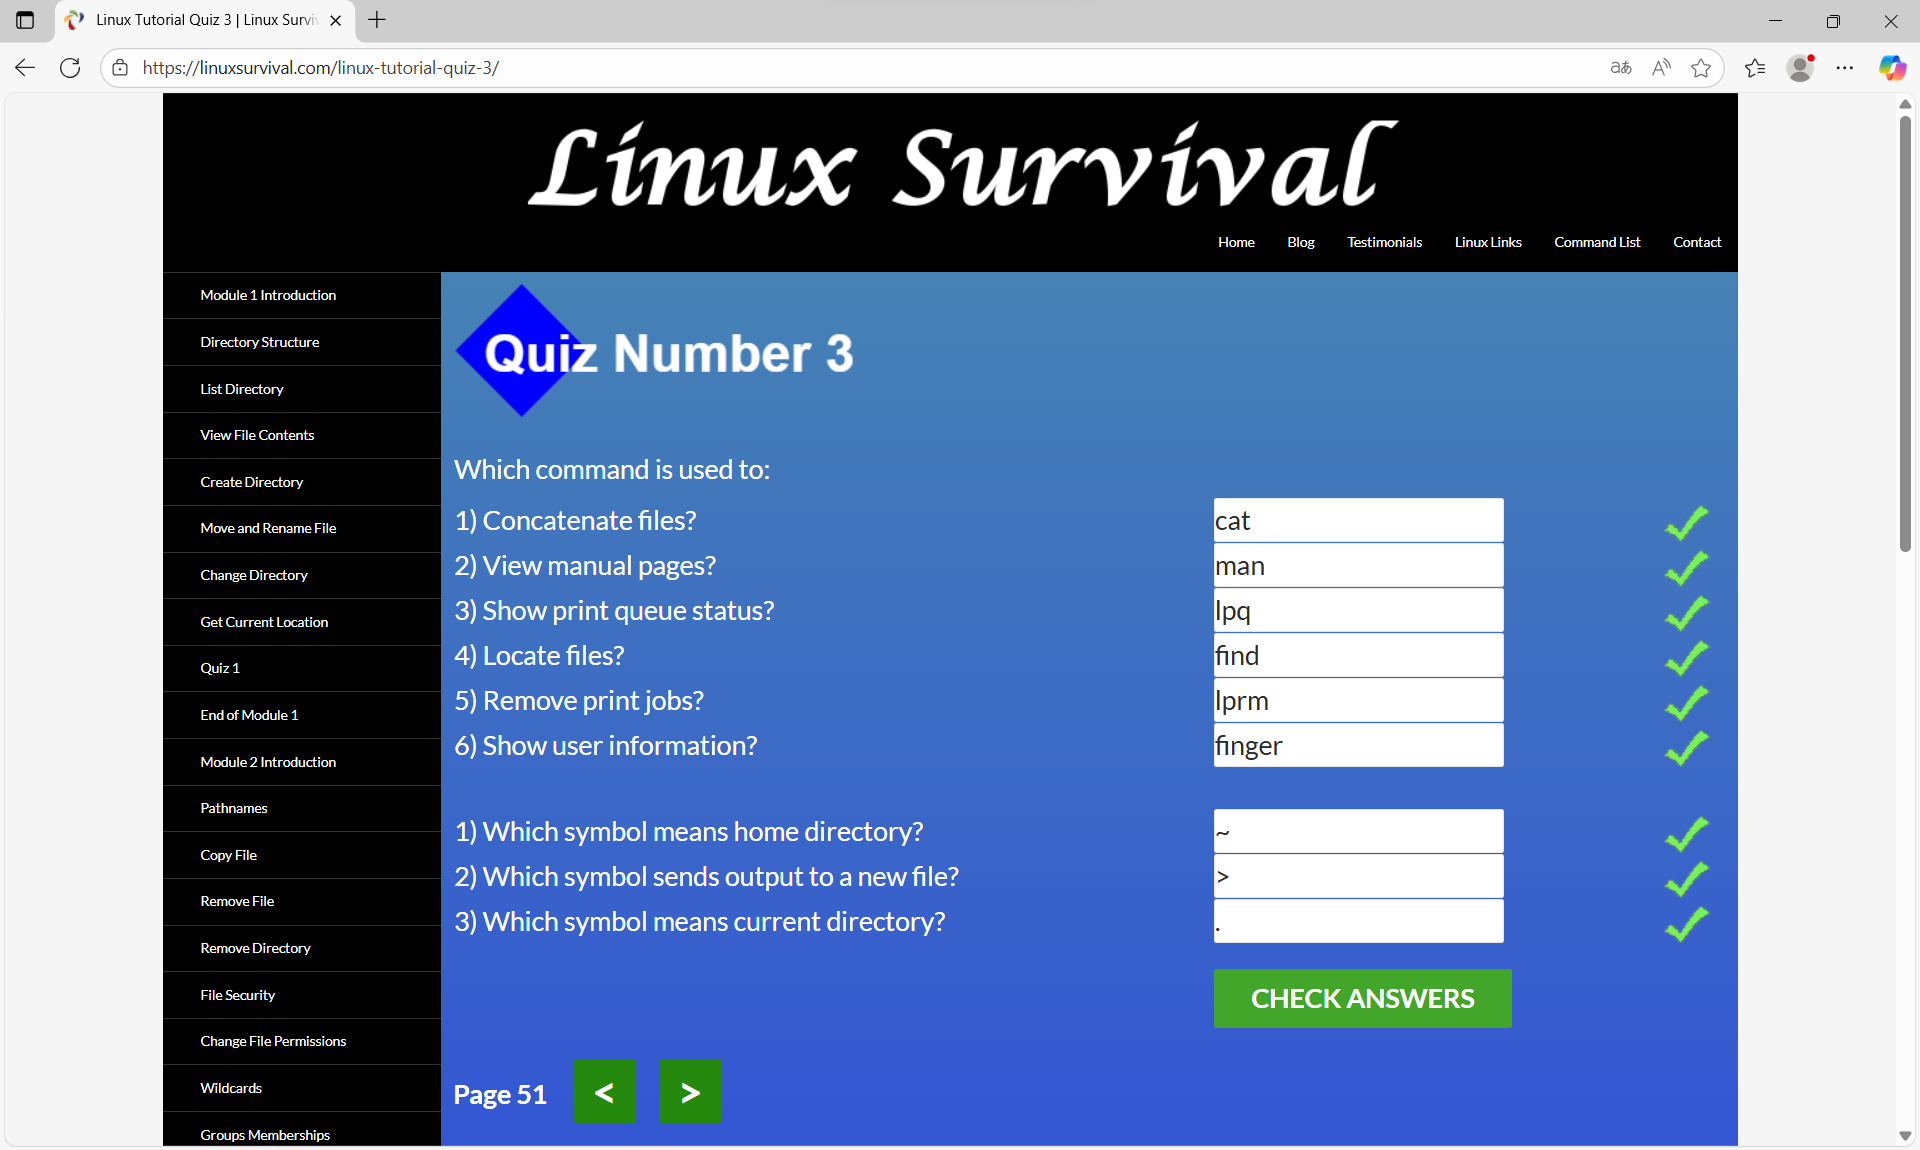 Linux Tutorial Quiz 3 | Linux Surviv
https://linuxsurvival.com/linux-tutorial-quiz-3/
Linux Survival
Home Blog Testimonials Linux Links Command List Contact
Module 1 Introduction
Directory Structure
List Directory
View File Contents
Create Directory
Move and Rename File
Change Directory
Get Current Location
Quiz 1
End of Module 1
Module 2 Introduction
Pathnames
Copy File
Remove File
Remove Directory
File Security
Change File Permissions
Wildcards
Groups Memberships
Quiz Number 3
Which command is used to:
1) Concatenate files? cat
2) View manual pages? man
3) Show print queue status? lpq
4) Locate files? find
5) Remove print jobs? lprm
6) Show user information? finger
1) Which symbol means home directory? ~
2) Which symbol sends output to a new file? >
3) Which symbol means current directory? .
CHECK ANSWERS
Page 51 < >